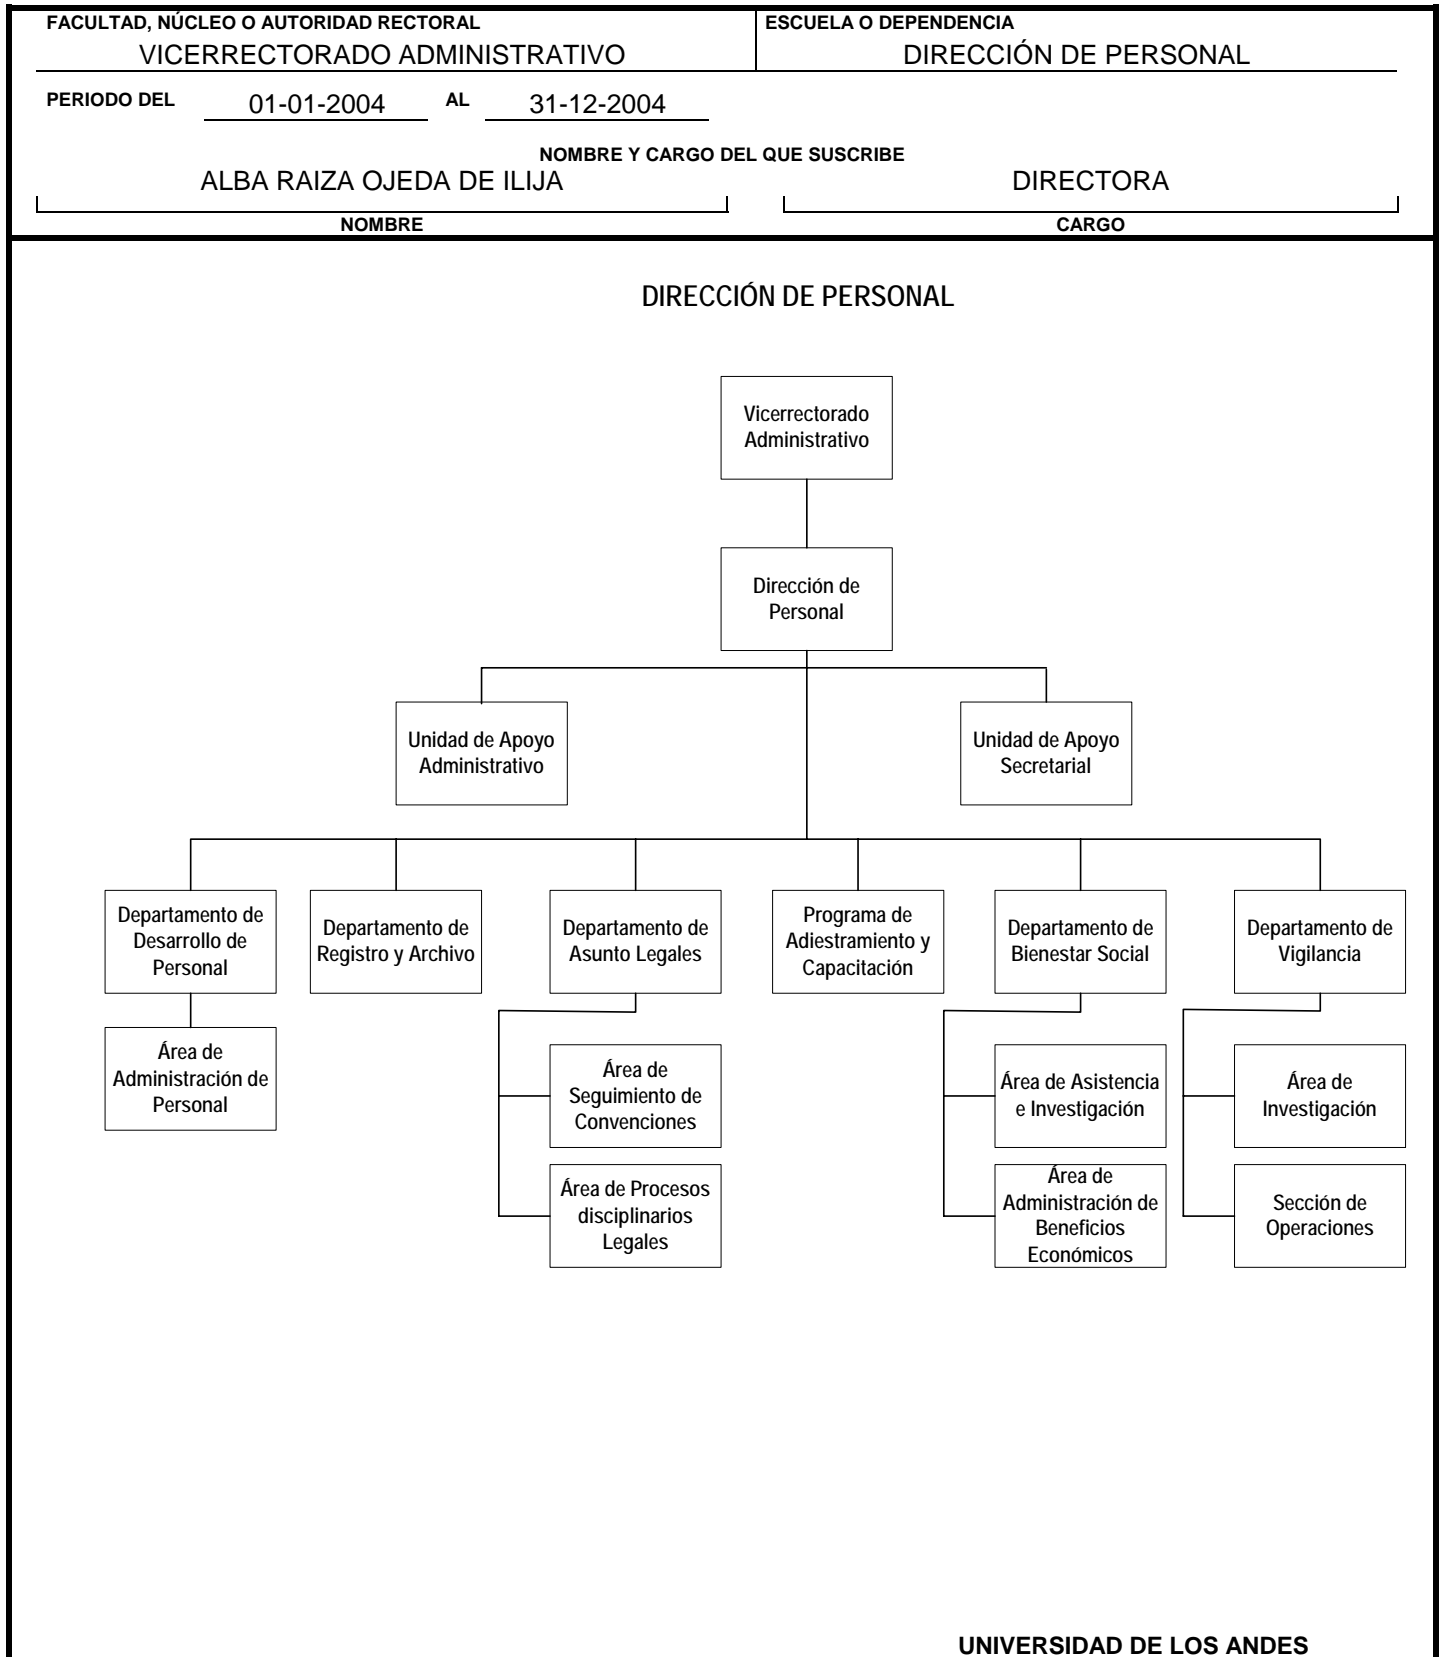 FACULTAD, NÚCLEO O AUTORIDAD RECTORAL
ESCUELA O DEPENDENCIA
VICERRECTORADO ADMINISTRATIVO
DIRECCIÓN DE PERSONAL
PERIODO DEL 01-01-2004 AL 31-12-2004
NOMBRE Y CARGO DEL QUE SUSCRIBE
ALBA RAIZA OJEDA DE ILIJA
DIRECTORA
NOMBRE
CARGO
DIRECCIÓN DE PERSONAL
Vicerrectorado
Administrativo
Dirección de
Personal
Unidad de Apoyo
Administrativo
Unidad de Apoyo
Secretarial
Departamento de
Desarrollo de
Personal
Departamento de
Registro y Archivo
Departamento de
Asunto Legales
Programa de
Adiestramiento y
Capacitación
Departamento de
Bienestar Social
Departamento de
Vigilancia
Área de
Administración de
Personal
Área de
Seguimiento de
Convenciones
Área de Asistencia
e Investigación
Área de
Investigación
Área de Procesos
disciplinarios
Legales
Área de
Administración de
Beneficios
Económicos
Sección de
Operaciones
UNIVERSIDAD DE LOS ANDES